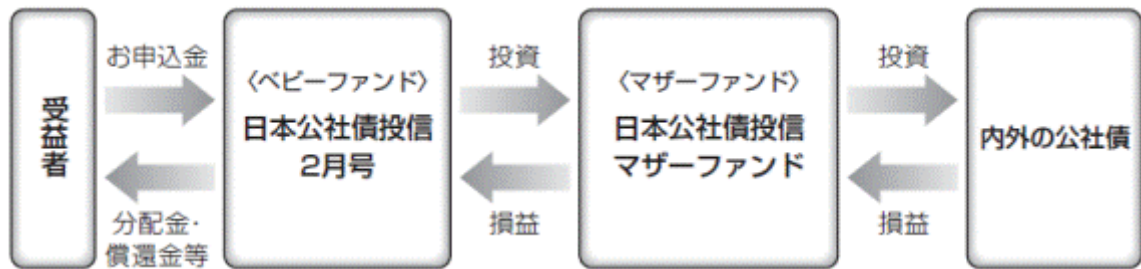 受益者
お申込金
分配金・
償還金等
〈ベビーファンド〉
日本公社債投信
2月号
投資
損益
〈マザーファンド〉
日本公社債投信
マザーファンド
投資
損益
内外の公社債